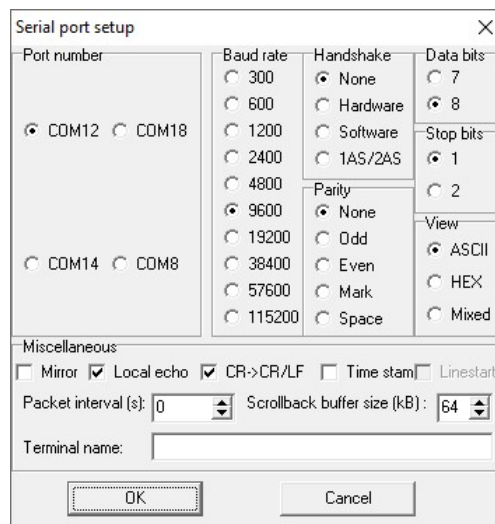 Serial port setup
Port number
COM12 COM18
COM14 COM8
Baud rate
300
600
1200
2400
4800
9600
19200
38400
57600
115200
Handshake
None
Hardware
Software
1AS/2AS
Parity
None
Odd
Even
Mark
Space
Data bits
7
8
Stop bits
1
2
View
ASCII
HEX
Mixed
Miscellaneous
Mirror Local echo CR->CR/LF Time stam Linestart
Packet interval (s): 0 Scrollback buffer size (kB) : 64
Terminal name:
OK Cancel